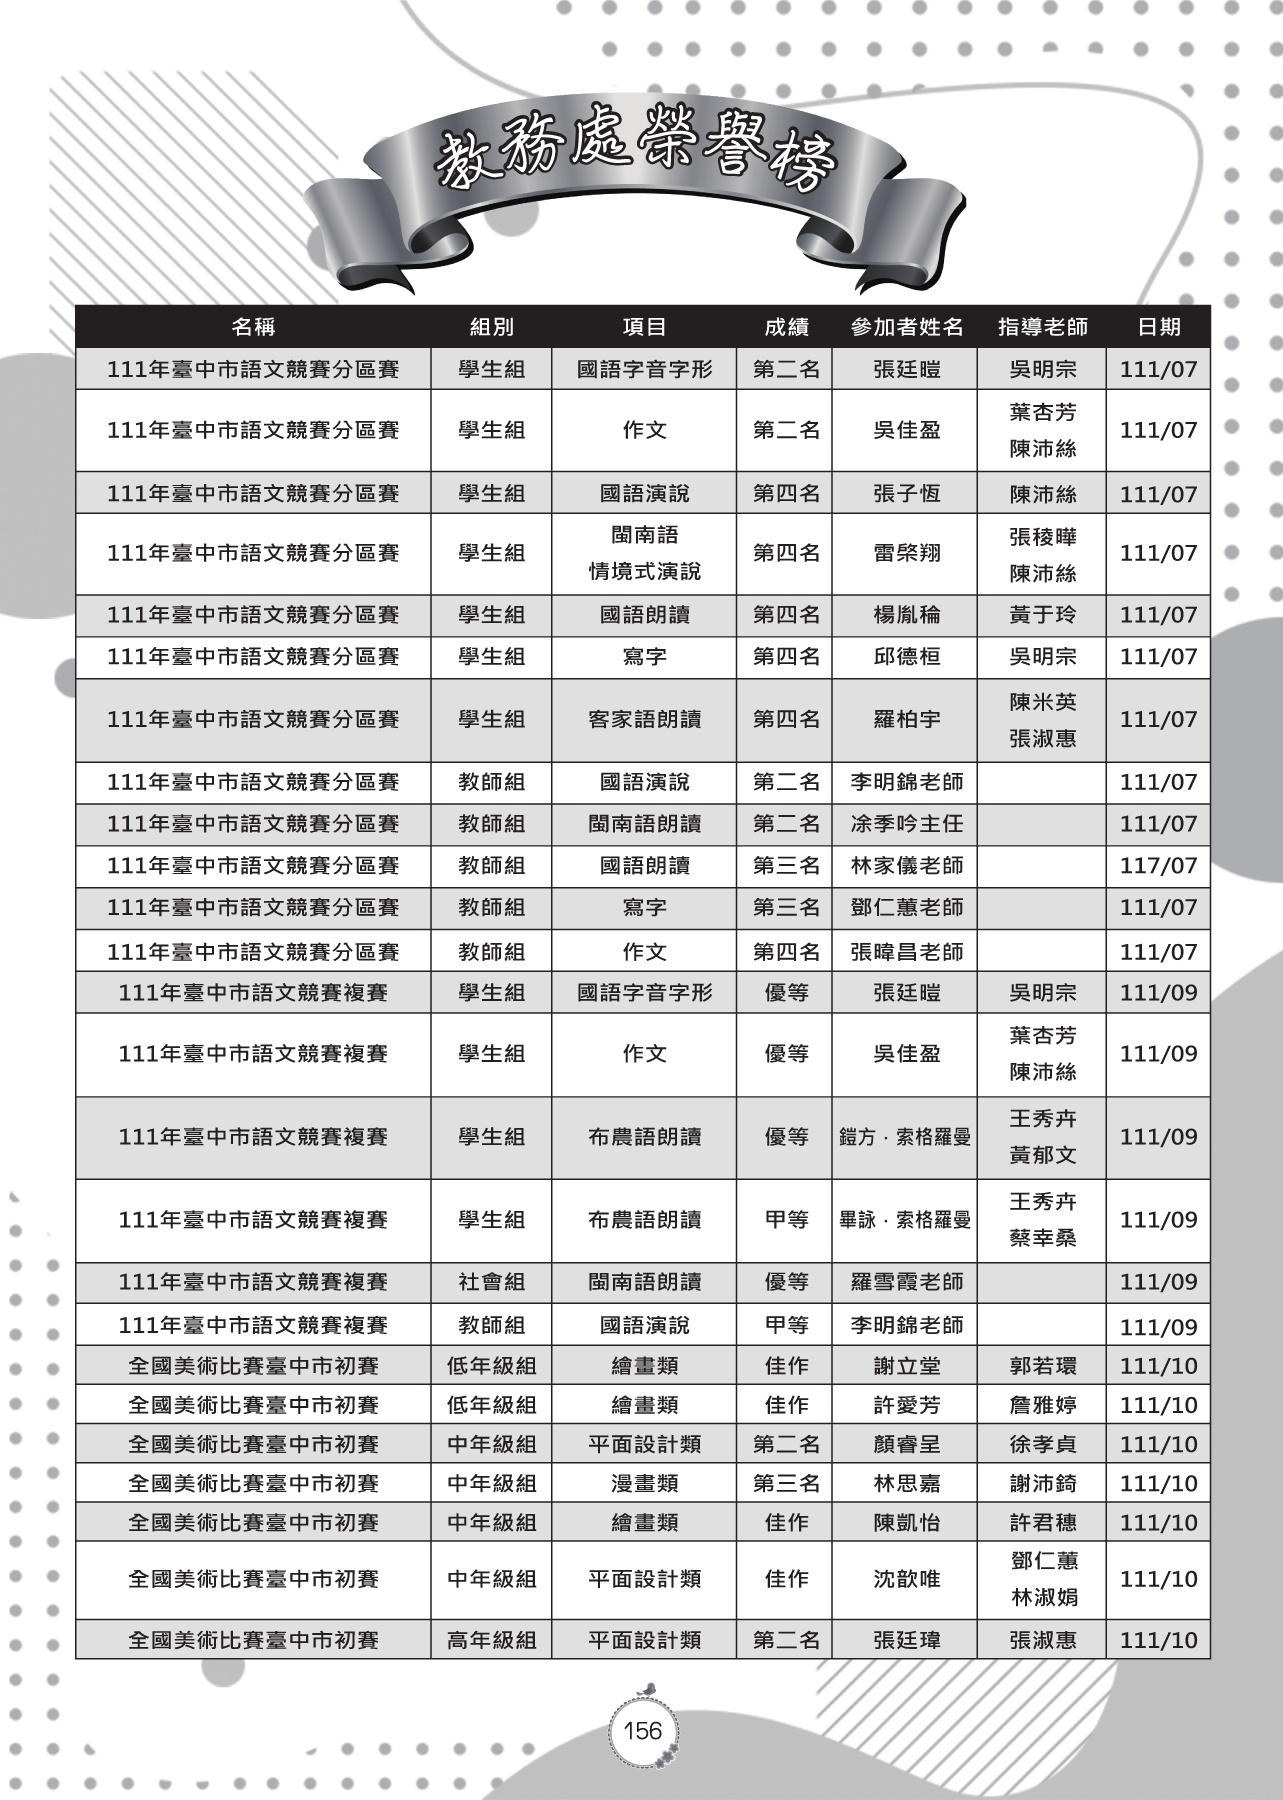 教務處榮譽榜
名稱 組別 項目 成績 參加者姓名 指導老師 日期
111年臺中市語文競賽分區賽 學生組 國語字音字形 第二名 張廷暟 吳明宗 111/07
111年臺中市語文競賽分區賽 學生組 作文 第二名 吳佳盈 葉杏芳 陳沛絲 111/07
111年臺中市語文競賽分區賽 學生組 國語演說 第四名 張子恆 陳沛絲 111/07
111年臺中市語文競賽分區賽 學生組 閩南語 情境式演說 第四名 雷棨翔 張稜曄 陳沛絲 111/07
111年臺中市語文競賽分區賽 學生組 國語朗讀 第四名 楊胤稐 黃于玲 111/07
111年臺中市語文競賽分區賽 學生組 寫字 第四名 邱德桓 吳明宗 111/07
111年臺中市語文競賽分區賽 學生組 客家語朗讀 第四名 羅柏宇 陳米英 張淑惠 111/07
111年臺中市語文競賽分區賽 教師組 國語演說 第二名 李明錦老師 111/07
111年臺中市語文競賽分區賽 教師組 閩南語朗讀 第二名 凃季吟主任 111/07
111年臺中市語文競賽分區賽 教師組 國語朗讀 第三名 林家儀老師 117/07
111年臺中市語文競賽分區賽 教師組 寫字 第三名 鄧仁蕙老師 111/07
111年臺中市語文競賽分區賽 教師組 作文 第四名 張暐昌老師 111/07
111年臺中市語文競賽複賽 學生組 國語字音字形 優等 張廷暟 吳明宗 111/09
111年臺中市語文競賽複賽 學生組 作文 優等 吳佳盈 葉杏芳 陳沛絲 111/09
111年臺中市語文競賽複賽 學生組 布農語朗讀 優等 鎧方．索格羅曼 王秀卉 黃郁文 111/09
111年臺中市語文競賽複賽 學生組 布農語朗讀 甲等 畢詠．索格羅曼 王秀卉 蔡幸桑 111/09
111年臺中市語文競賽複賽 社會組 閩南語朗讀 優等 羅雪霞老師 111/09
111年臺中市語文競賽複賽 教師組 國語演說 甲等 李明錦老師 111/09
全國美術比賽臺中市初賽 低年級組 繪畫類 佳作 謝立堂 郭若環 111/10
全國美術比賽臺中市初賽 低年級組 繪畫類 佳作 許愛芳 詹雅婷 111/10
全國美術比賽臺中市初賽 中年級組 平面設計類 第二名 顏睿呈 徐孝貞 111/10
全國美術比賽臺中市初賽 中年級組 漫畫類 第三名 林思嘉 謝沛錡 111/10
全國美術比賽臺中市初賽 中年級組 繪畫類 佳作 陳凱怡 許君穗 111/10
全國美術比賽臺中市初賽 中年級組 平面設計類 佳作 沈歆唯 鄧仁蕙 林淑娟 111/10
全國美術比賽臺中市初賽 高年級組 平面設計類 第二名 張廷瑋 張淑惠 111/10
156